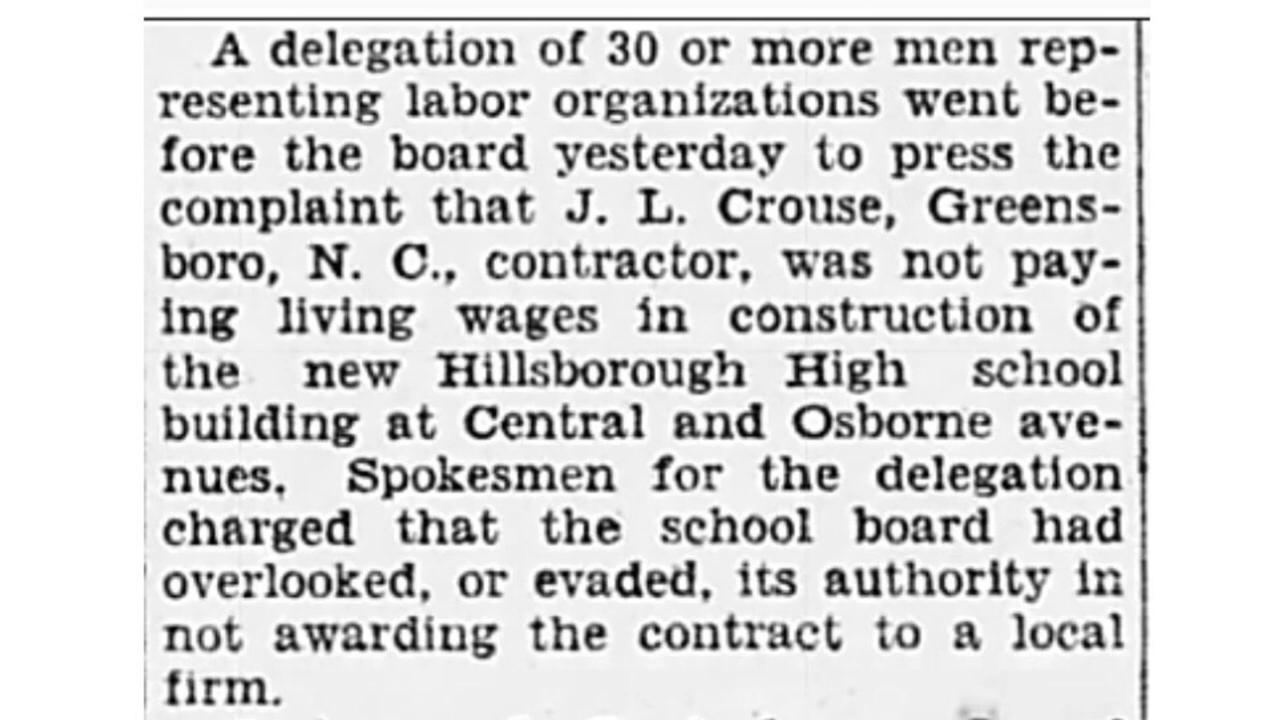 A delegation of 30 or more men rep-
resenting labor organizations went be-
fore the board yesterday to press the
complaint that J. L. Crouse, Greens-
boro, N. C., contractor, was not pay-
ing living wages in construction of
the new Hillsborough High school
building at Central and Osborne ave-
nues. Spokesmen for the delegation
charged that the school board had
overlooked, or evaded, its authority in
not awarding the contract to a local
firm.